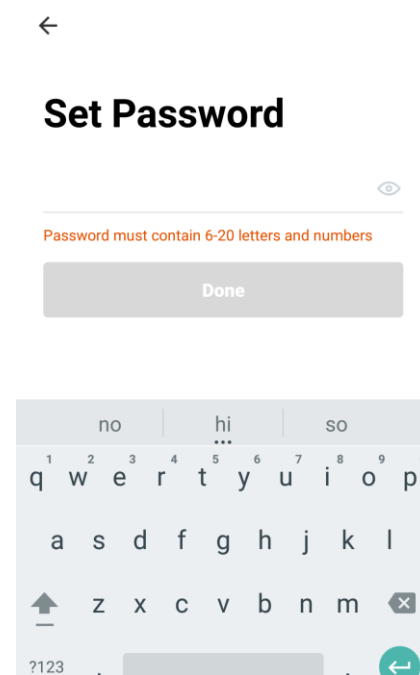 Set Password
Password must contain 6-20 letters and numbers
Done
no hi so
1 2 3 4 5 6 7 8 9
q w e r t y u i o p
a s d f g h j k l
z x c v b n m
?123 , .